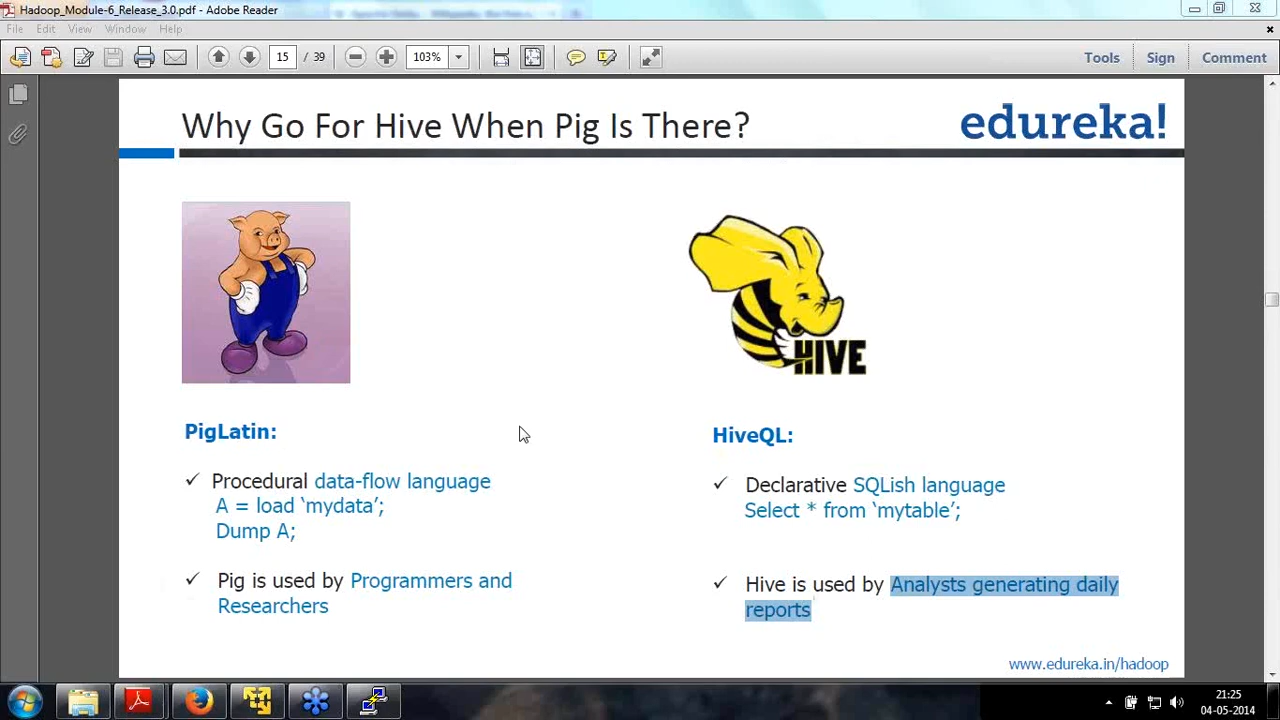 Hadoop_Module-6_Release_3.0.pdf - Adobe Reader
File Edit View Window Help
15 / 39 103% Tools Sign Comment
Why Go For Hive When Pig Is There?
edureka!
HIVE
PigLatin:
Procedural data-flow language
A = load ‘mydata’;
Dump A;
Pig is used by Programmers and
Researchers
HiveQL:
Declarative SQLish language
Select * from ‘mytable’;
Hive is used by Analysts generating daily
reports
www.edureka.in/hadoop
21:25
04-05-2014